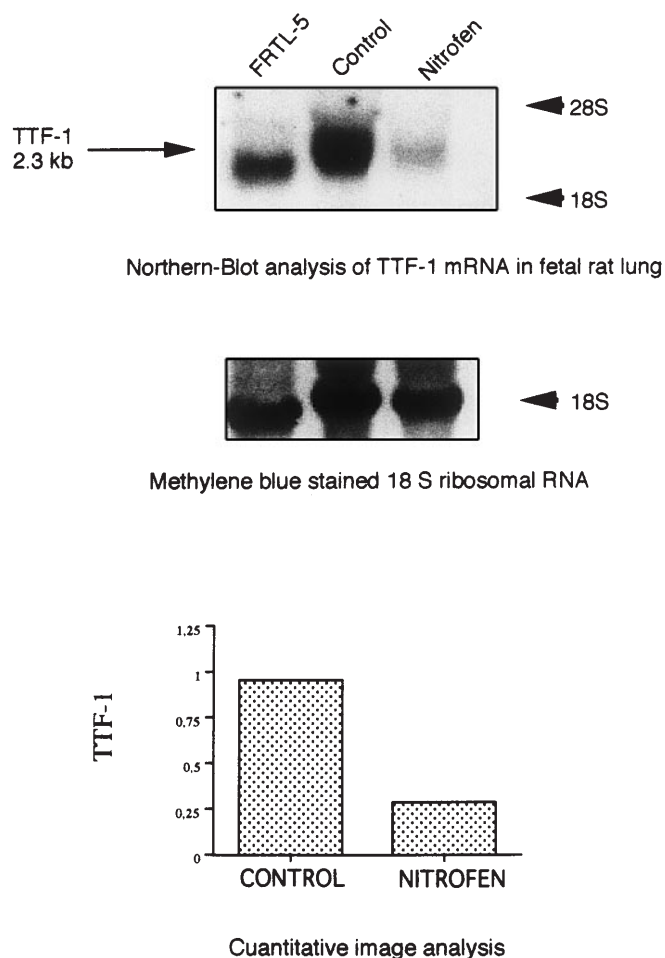 FRTL-5
Control
Nitrofen
TTF-1
2.3 kb
28S
18S
Northern-Blot analysis of TTF-1 mRNA in fetal rat lung
18S
Methylene blue stained 18 S ribosomal RNA
TTF-1
1,25
1
0,75
0,5
0,25
0
CONTROL
NITROFEN
Cuantitative image analysis